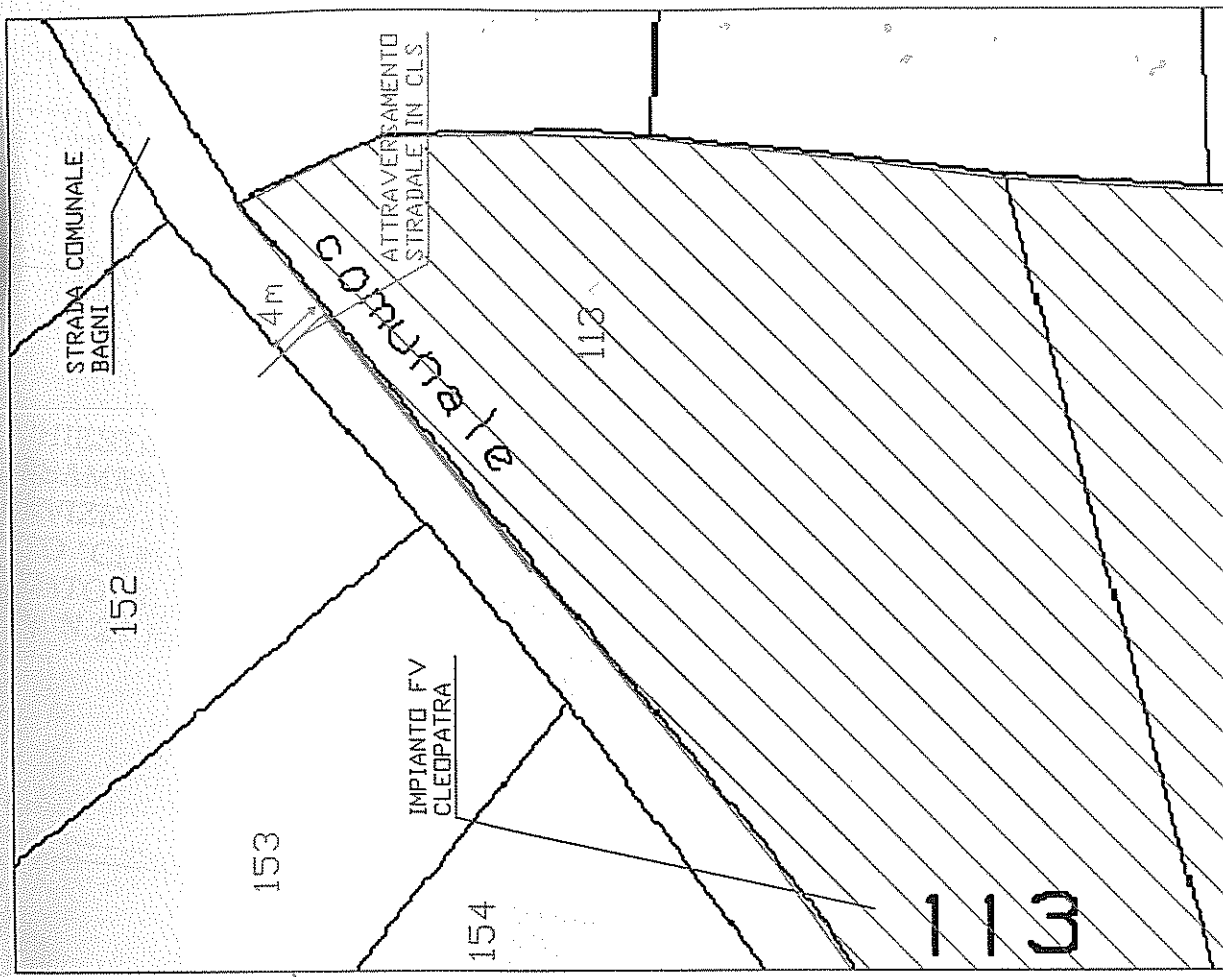 STRADA COMUNALE
BAGNI
ATTRAVERSAMENTO
STRADALE IN CLS
4m
comunale
113
152
IMPIANTO FV
CLEOPATRA
153
154
113